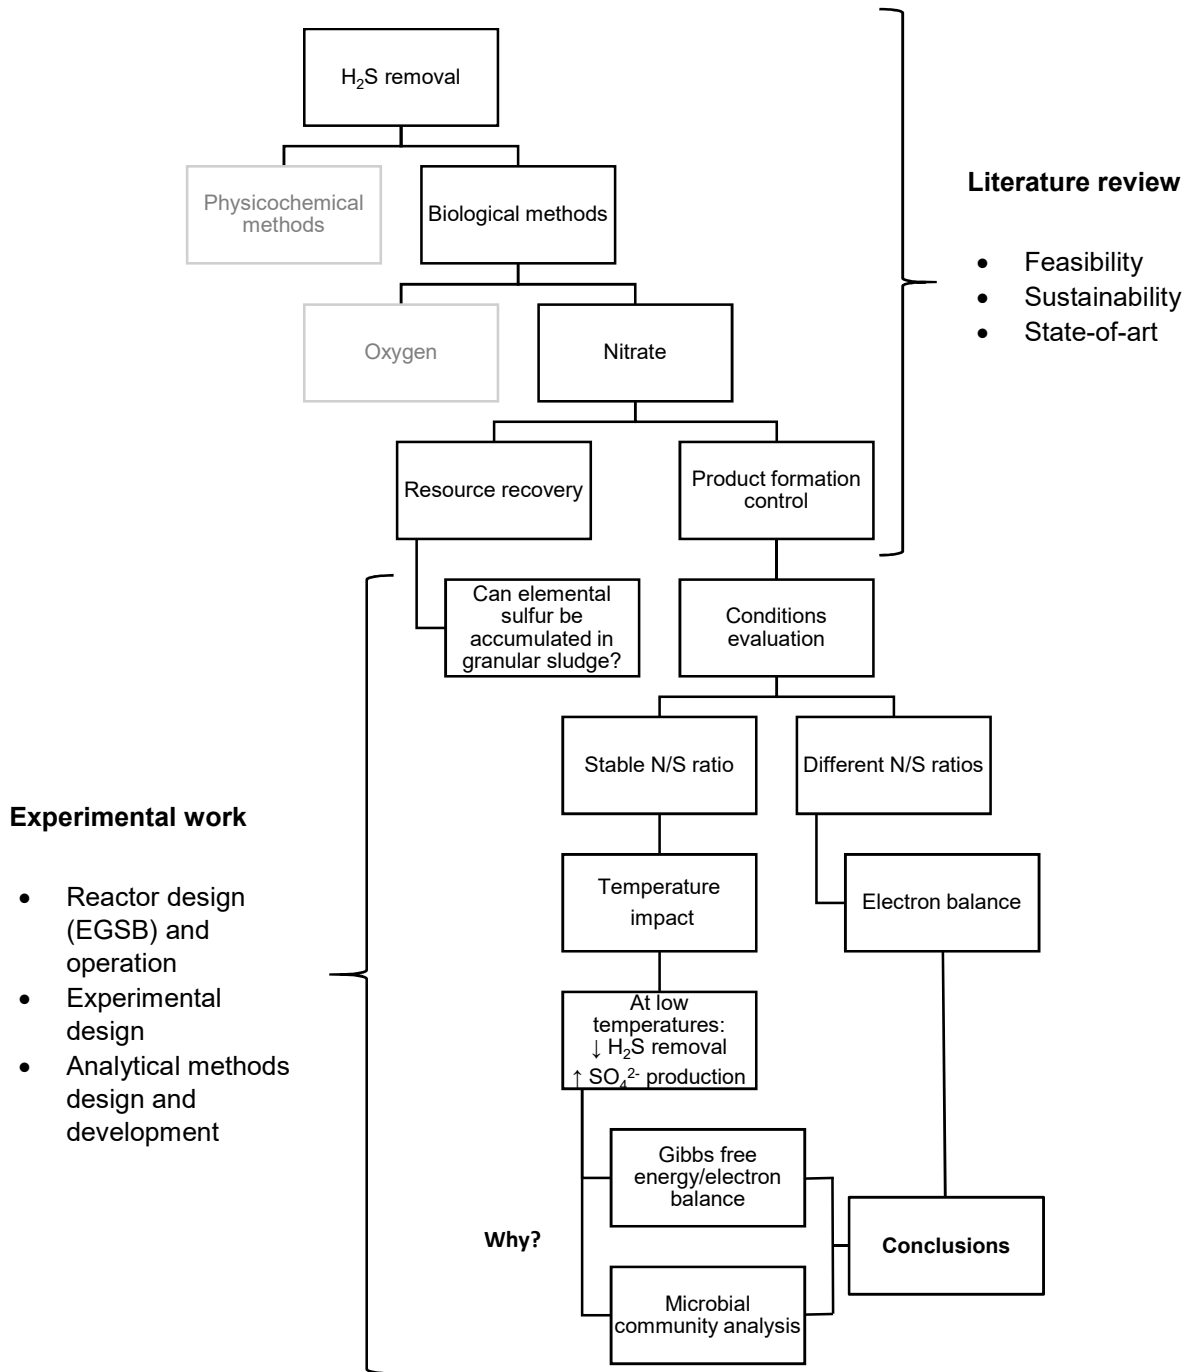 H₂S removal
Physicochemical
methods
Biological methods
Literature review
• Feasibility
• Sustainability
• State-of-art
Oxygen
Nitrate
Resource recovery
Product formation
control
Can elemental
sulfur be
accumulated in
granular sludge?
Conditions
evaluation
Stable N/S ratio
Different N/S ratios
Experimental work
• Reactor design
(EGSB) and
operation
• Experimental
design
• Analytical methods
design and
development
Temperature
impact
Electron balance
At low
temperatures:
↓ H₂S removal
↑ SO₄²⁻ production
Gibbs free
energy/electron
balance
Why?
Conclusions
Microbial
community analysis